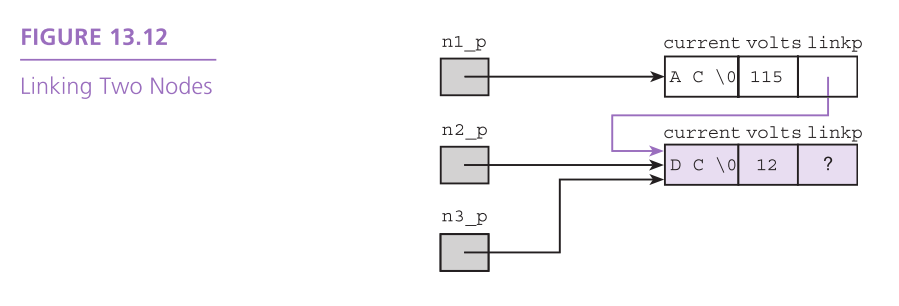 FIGURE 13.12
Linking Two Nodes
n1_p
current volts linkp
A C \0 115
n2_p
current volts linkp
D C \0 12 ?
n3_p